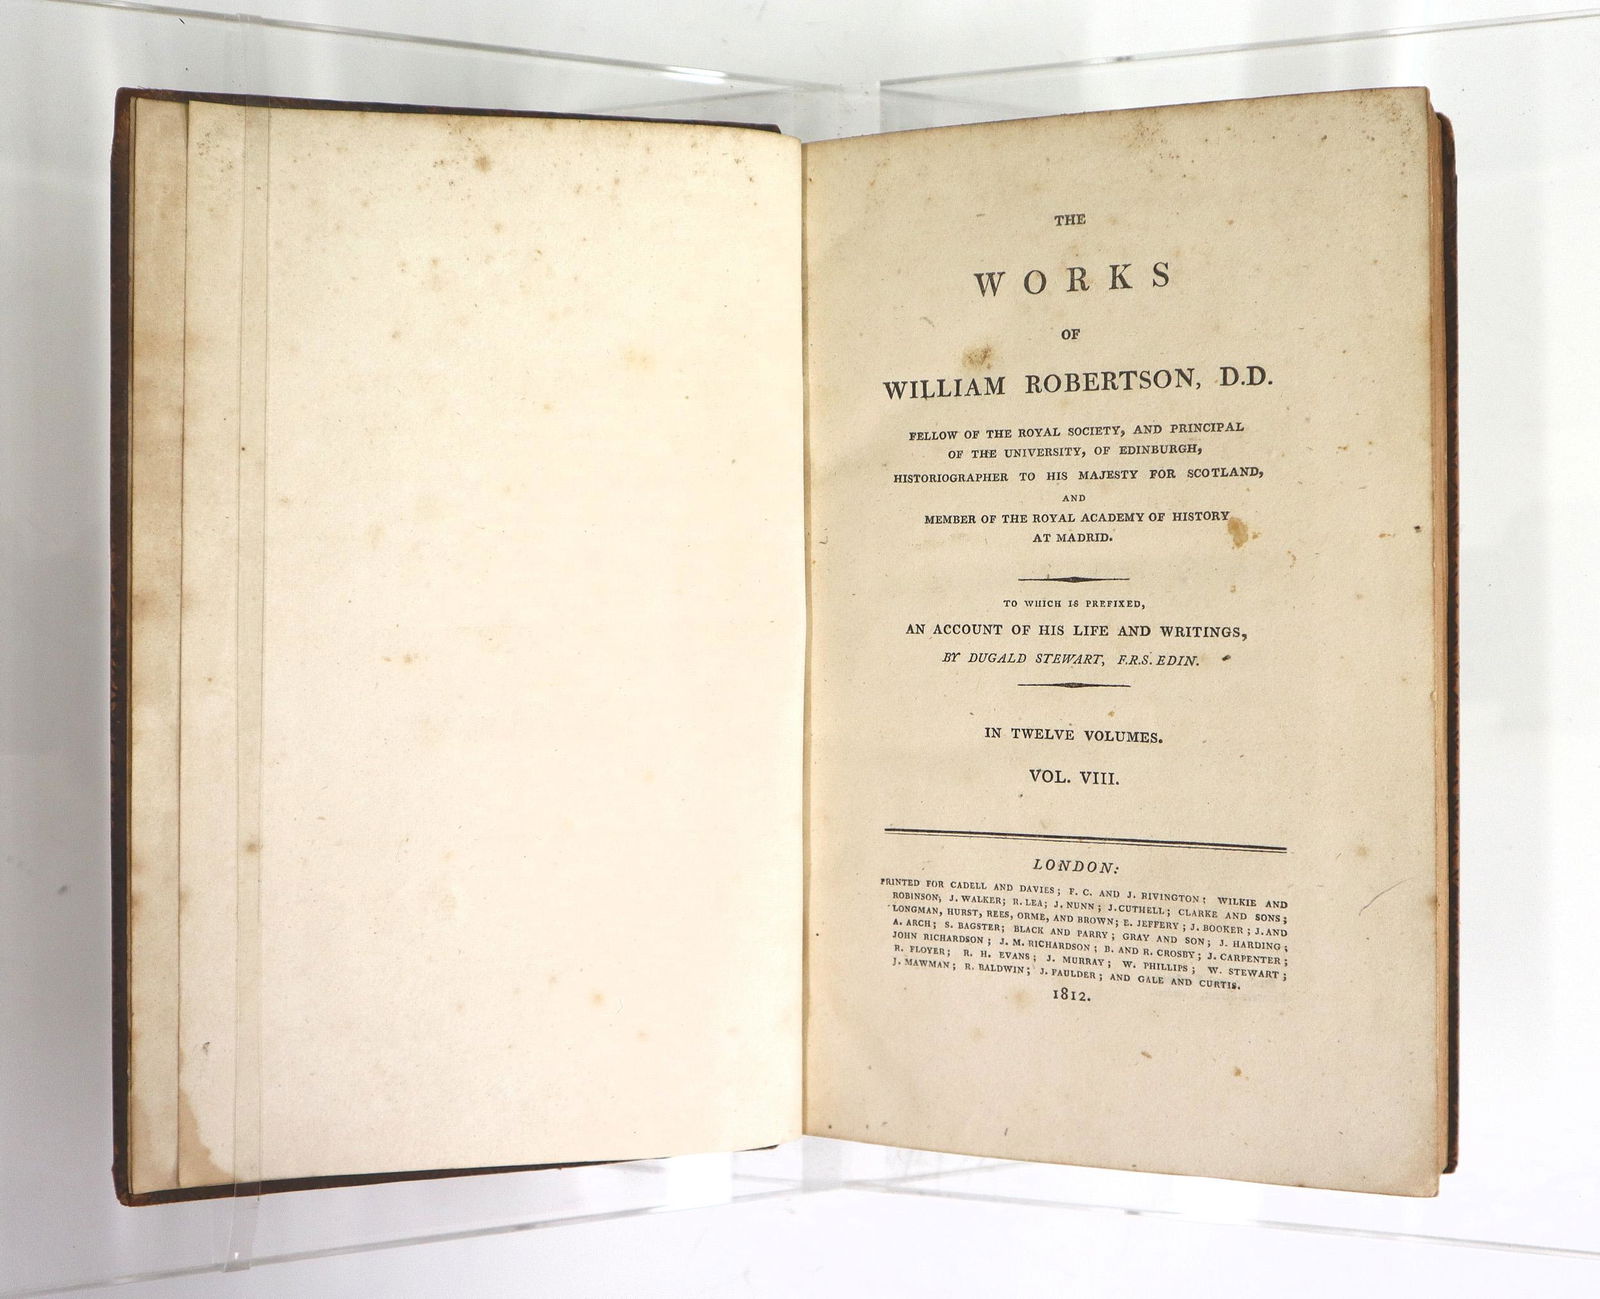 THE
WORKS
OF
WILLIAM ROBERTSON, D.D.
FELLOW OF THE ROYAL SOCIETY, AND PRINCIPAL
OF THE UNIVERSITY, OF EDINBURGH,
HISTORIOGRAPHER TO HIS MAJESTY FOR SCOTLAND,
AND
MEMBER OF THE ROYAL ACADEMY OF HISTORY
AT MADRID.
TO WHICH IS PREFIXED,
AN ACCOUNT OF HIS LIFE AND WRITINGS,
BY DUGALD STEWART, F.R.S. EDIN.
IN TWELVE VOLUMES.
VOL. VIII.
LONDON:
PRINTED FOR CADELL AND DAVIES; F. C. AND J. RIVINGTON; WILKIE AND
ROBINSON; J. WALKER; R. LEA; J. NUNN; J. CUTHELL; CLARKE AND SONS;
LONGMAN, HURST, REES, ORME, AND BROWN; E. JEFFERY; J. BOOKER; J. AND
A. ARCH; S. BAGSTER; BLACK AND PARRY; GRAY AND SON; J. HARDING;
JOHN RICHARDSON; J. M. RICHARDSON; B. AND R. CROSBY; J. CARPENTER;
R. FLOYER; R. H. EVANS; J. MURRAY; W. PHILLIPS; W. STEWART;
J. MAWMAN; R. BALDWIN; J. FAULDER; AND GALE AND CURTIS.
1812.